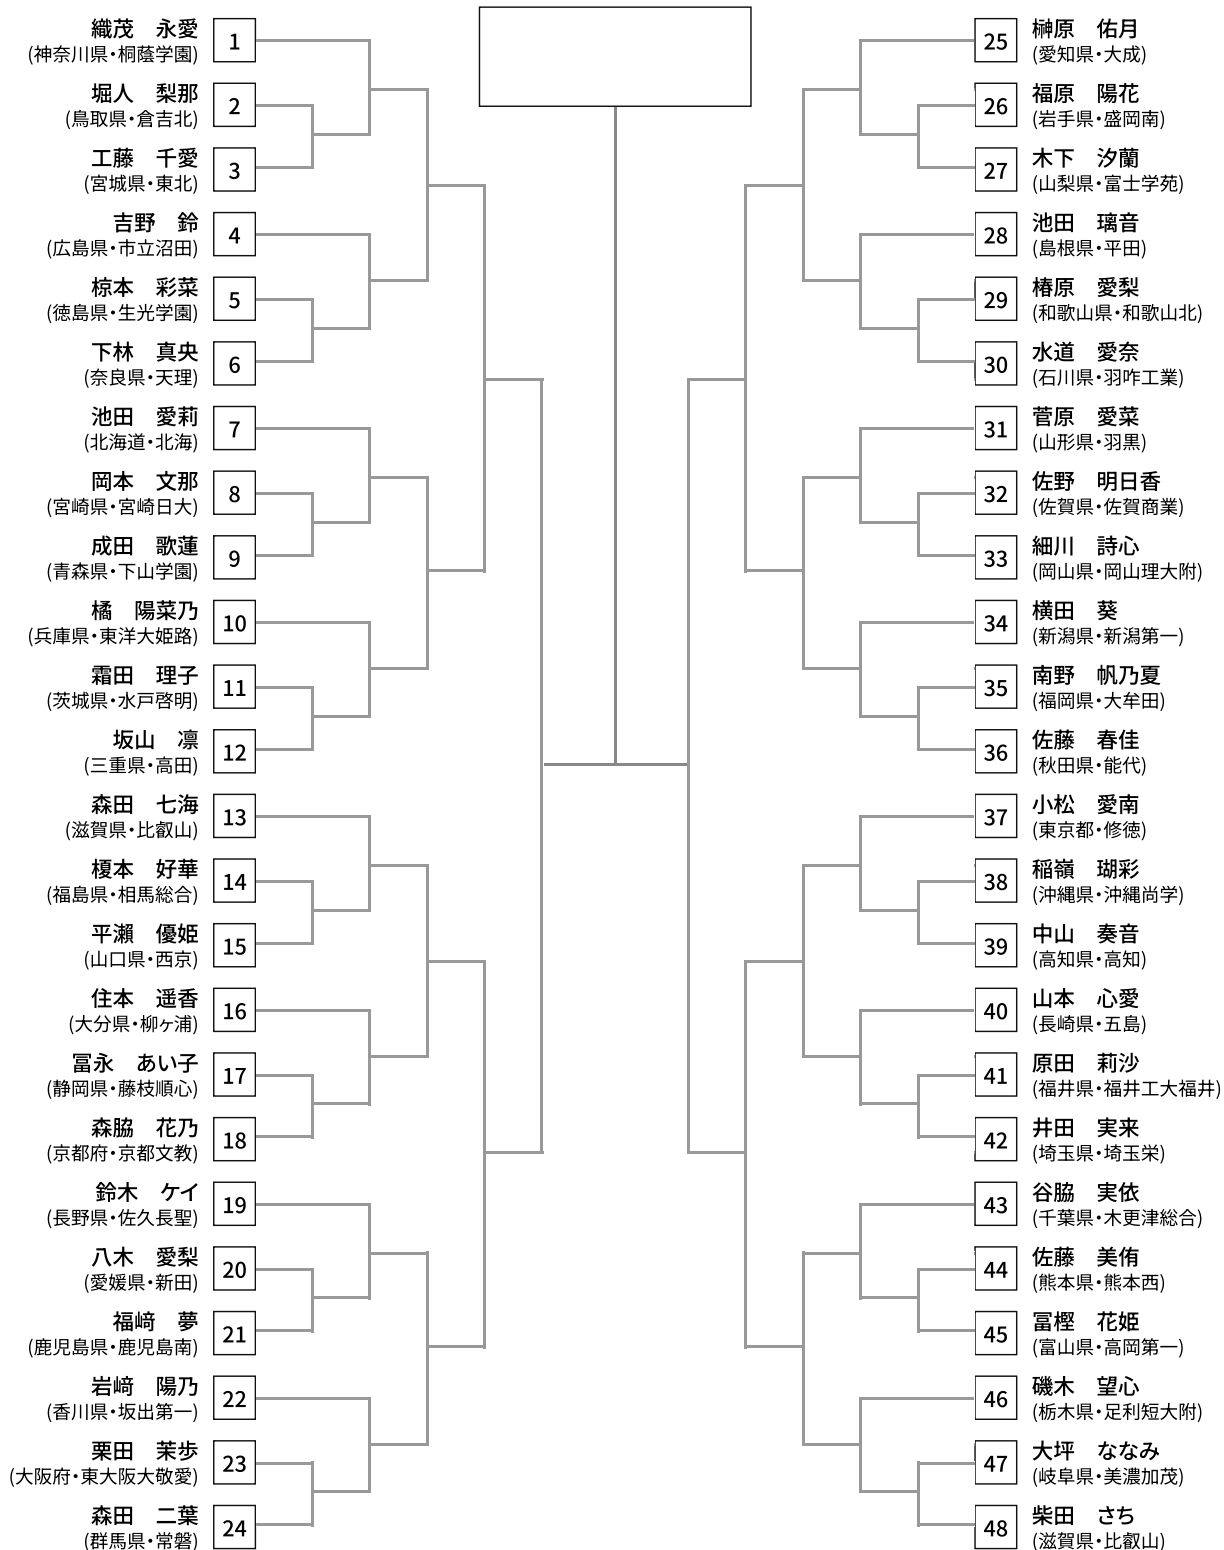 織茂　永愛
(神奈川県・桐蔭学園)
1
堀人　梨那
(鳥取県・倉吉北)
2
工藤　千愛
(宮城県・東北)
3
吉野　鈴
(広島県・市立沼田)
4
椋本　彩菜
(徳島県・生光学園)
5
下林　真央
(奈良県・天理)
6
池田　愛莉
(北海道・北海)
7
岡本　文那
(宮崎県・宮崎日大)
8
成田　歌蓮
(青森県・下山学園)
9
橘　陽菜乃
(兵庫県・東洋大姫路)
10
霜田　理子
(茨城県・水戸啓明)
11
坂山　凛
(三重県・高田)
12
森田　七海
(滋賀県・比叡山)
13
榎本　好華
(福島県・相馬総合)
14
平瀬　優姫
(山口県・西京)
15
住本　遥香
(大分県・柳ヶ浦)
16
冨永　あい子
(静岡県・藤枝順心)
17
森脇　花乃
(京都府・京都文教)
18
鈴木　ケイ
(長野県・佐久長聖)
19
八木　愛梨
(愛媛県・新田)
20
福﨑　夢
(鹿児島県・鹿児島南)
21
岩﨑　陽乃
(香川県・坂出第一)
22
栗田　茉歩
(大阪府・東大阪大敬愛)
23
森田　二葉
(群馬県・常磐)
24
25
榊原　佑月
(愛知県・大成)
26
福原　陽花
(岩手県・盛岡南)
27
木下　汐蘭
(山梨県・富士学苑)
28
池田　璃音
(島根県・平田)
29
椿原　愛梨
(和歌山県・和歌山北)
30
水道　愛奈
(石川県・羽咋工業)
31
菅原　愛菜
(山形県・羽黒)
32
佐野　明日香
(佐賀県・佐賀商業)
33
細川　詩心
(岡山県・岡山理大附)
34
横田　葵
(新潟県・新潟第一)
35
南野　帆乃夏
(福岡県・大牟田)
36
佐藤　春佳
(秋田県・能代)
37
小松　愛南
(東京都・修徳)
38
稲嶺　瑚彩
(沖縄県・沖縄尚学)
39
中山　奏音
(高知県・高知)
40
山本　心愛
(長崎県・五島)
41
原田　莉沙
(福井県・福井工大福井)
42
井田　実来
(埼玉県・埼玉栄)
43
谷脇　実依
(千葉県・木更津総合)
44
佐藤　美侑
(熊本県・熊本西)
45
冨樫　花姫
(富山県・高岡第一)
46
磯木　望心
(栃木県・足利短大附)
47
大坪　ななみ
(岐阜県・美濃加茂)
48
柴田　さち
(滋賀県・比叡山)